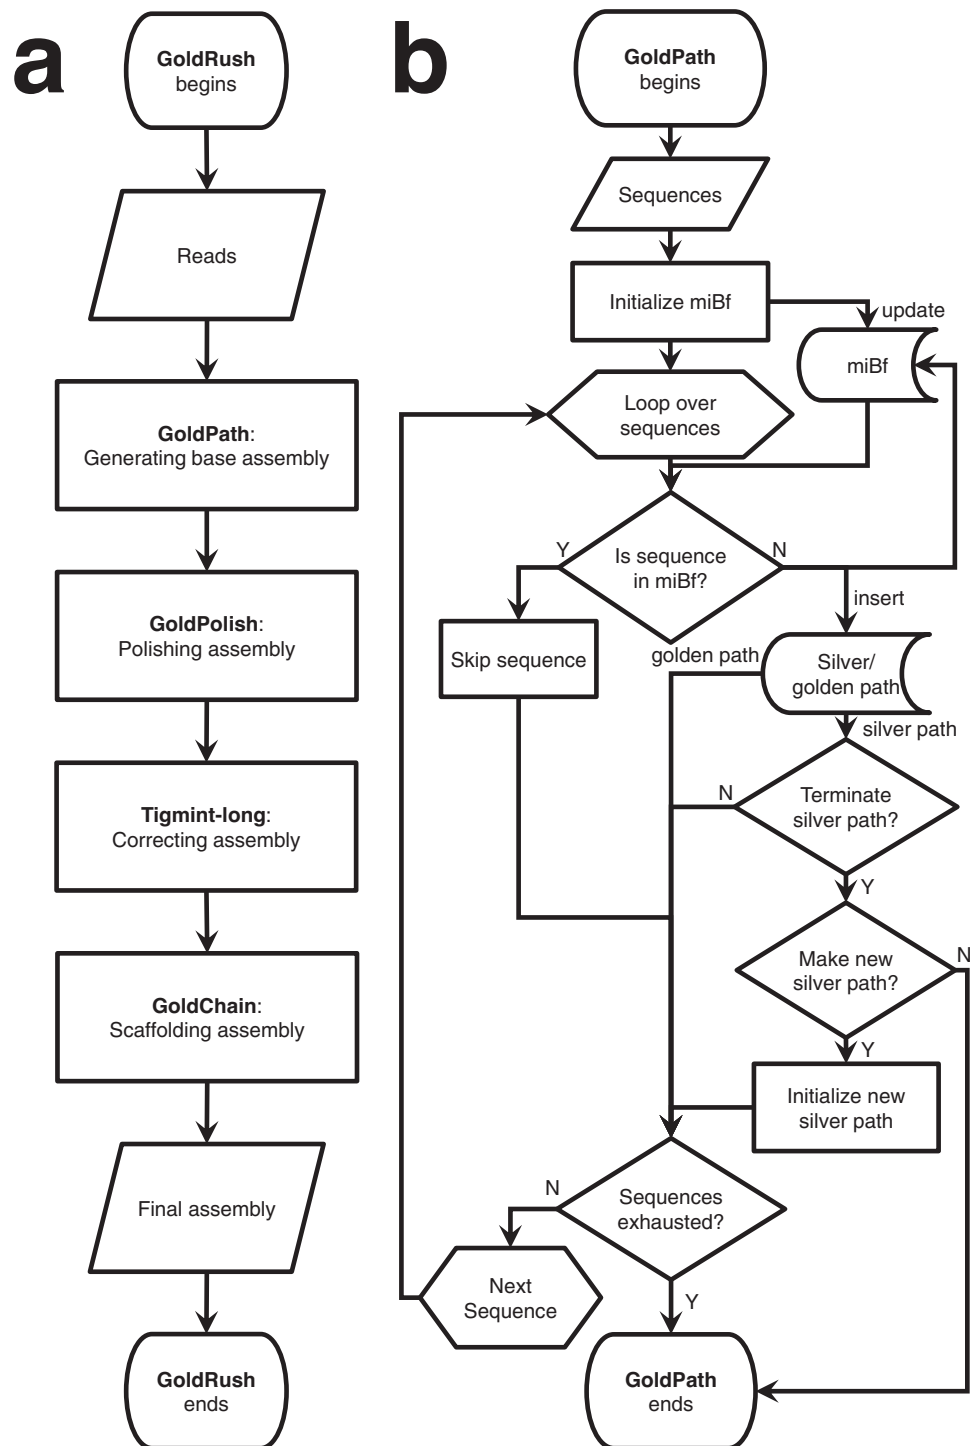 a
GoldRush
begins
Reads
GoldPath:
Generating base assembly
GoldPolish:
Polishing assembly
Tigmint-long:
Correcting assembly
GoldChain:
Scaffolding assembly
Final assembly
GoldRush
ends
b
GoldPath
begins
Sequences
Initialize miBf
update
miBf
Loop over
sequences
Y
Is sequence
in miBf?
N
insert
Skip sequence
golden path
Silver/
golden path
silver path
N
Terminate
silver path?
Y
Make new
silver path?
N
Y
Initialize new
silver path
N
Sequences
exhausted?
Next
Sequence
Y
GoldPath
ends